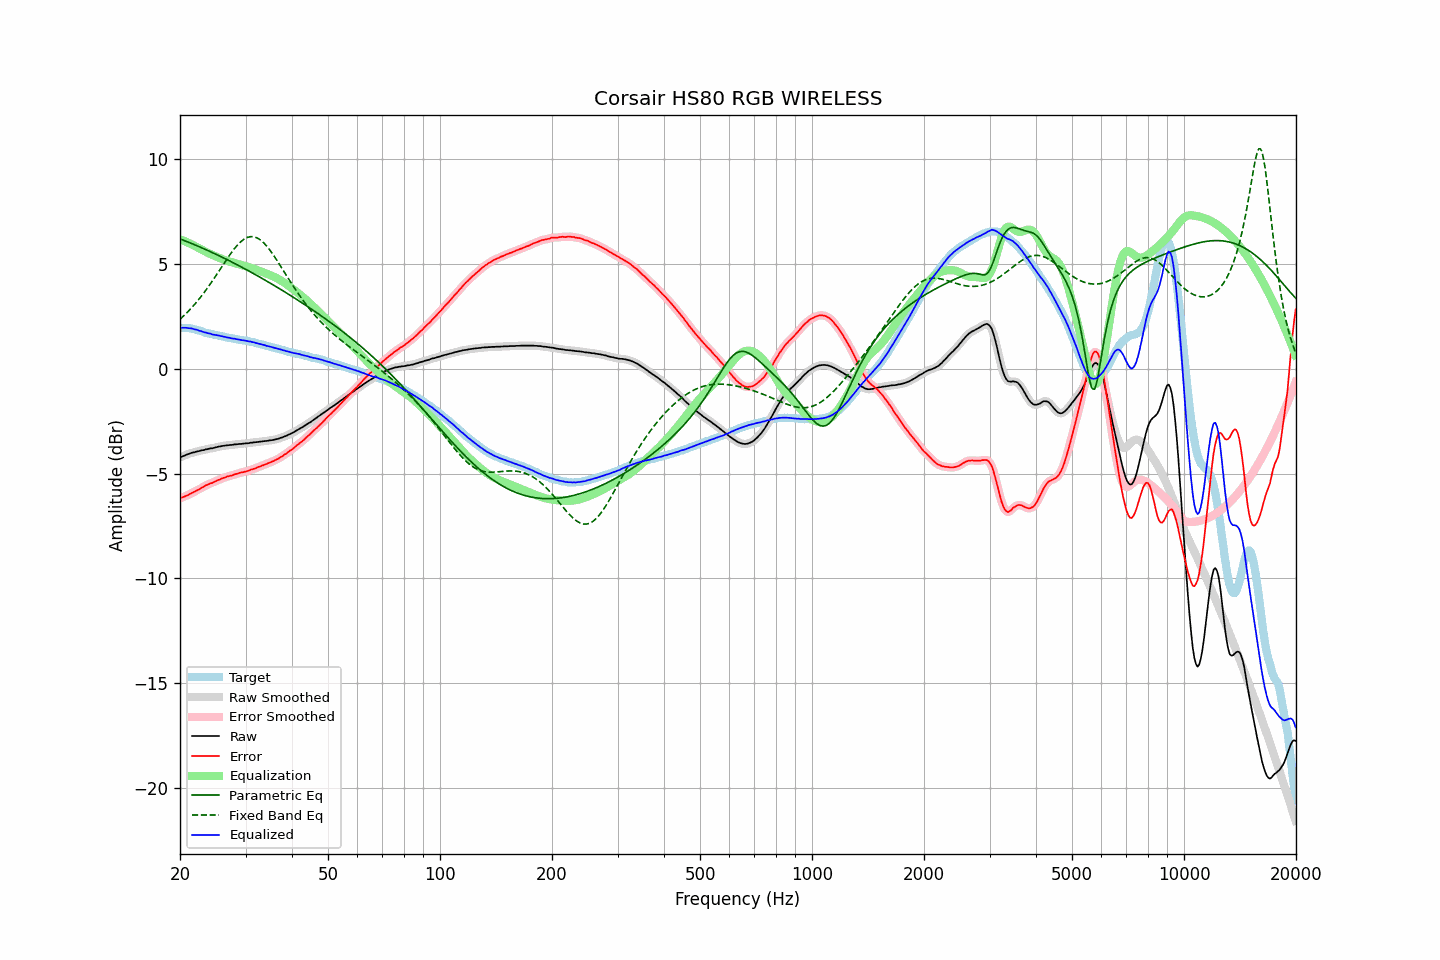 Corsair HS80 RGB WIRELESS
Amplitude (dBr)
10
5
0
−5
−10
−15
−20
Target
Raw Smoothed
Error Smoothed
Raw
Error
Equalization
Parametric Eq
Fixed Band Eq
Equalized
20 50 100 200 500 1000 2000 5000 10000 20000
Frequency (Hz)